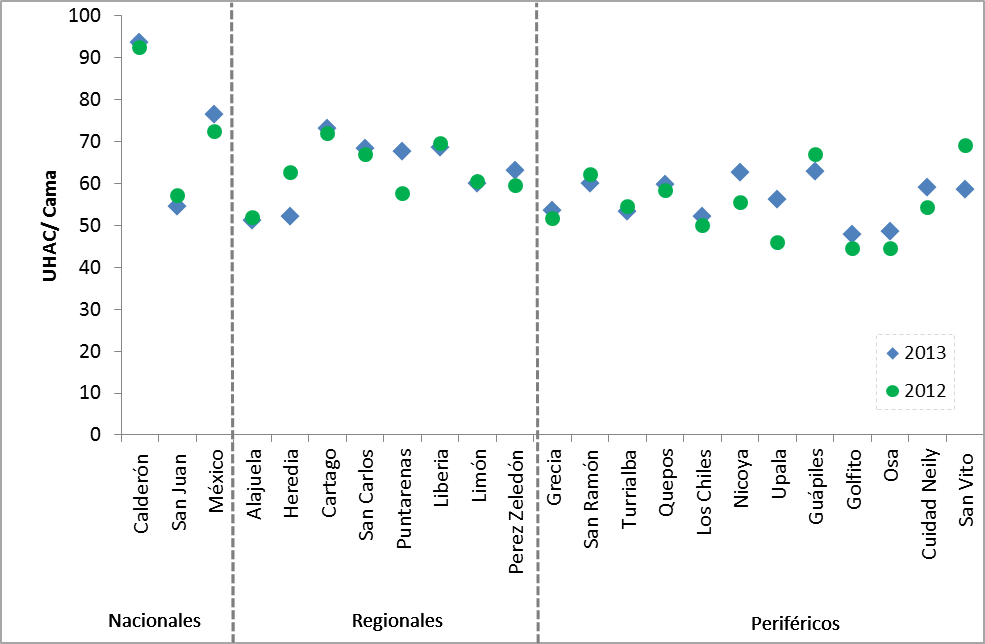 100
90
80
70
60
50
40
30
20
10
0
UHAC/ Cama
2013
2012
Calderón
San Juan
México
Alajuela
Heredia
Cartago
San Carlos
Puntarenas
Liberia
Limón
Perez Zeledón
Grecia
San Ramón
Turrialba
Quepos
Los Chiles
Nicoya
Upala
Guápiles
Golfito
Osa
Cuidad Neily
San Vito
Nacionales
Regionales
Periféricos